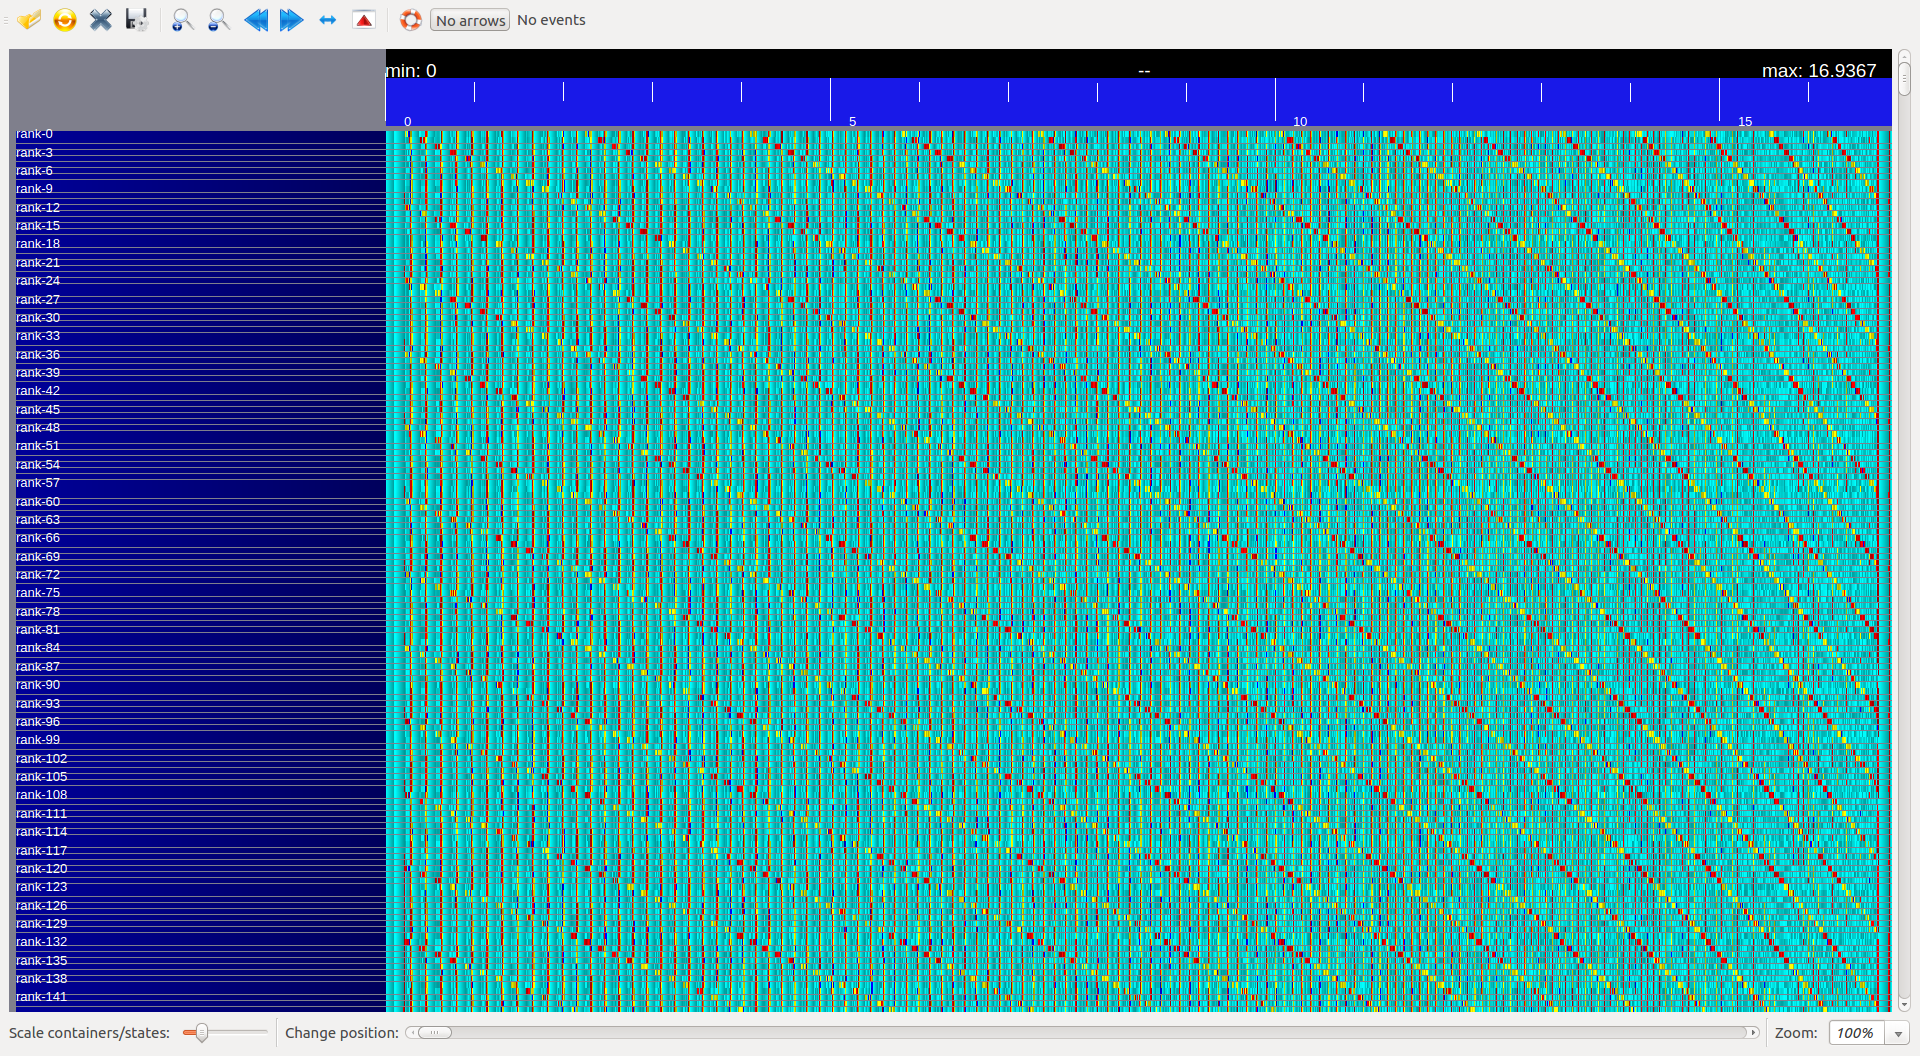 No arrows No events
min: 0 -- max: 16.9367
0 5 10 15
rank-0
rank-3
rank-6
rank-9
rank-12
rank-15
rank-18
rank-21
rank-24
rank-27
rank-30
rank-33
rank-36
rank-39
rank-42
rank-45
rank-48
rank-51
rank-54
rank-57
rank-60
rank-63
rank-66
rank-69
rank-72
rank-75
rank-78
rank-81
rank-84
rank-87
rank-90
rank-93
rank-96
rank-99
rank-102
rank-105
rank-108
rank-111
rank-114
rank-117
rank-120
rank-123
rank-126
rank-129
rank-132
rank-135
rank-138
rank-141
Scale containers/states: Change position: Zoom: 100%